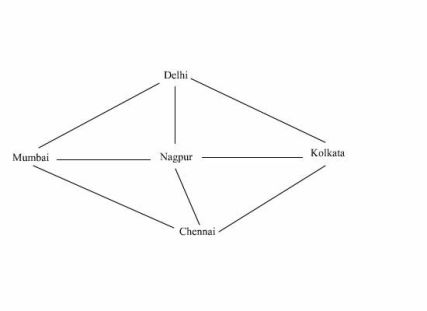 Delhi
Mumbai
Nagpur
Kolkata
Chennai